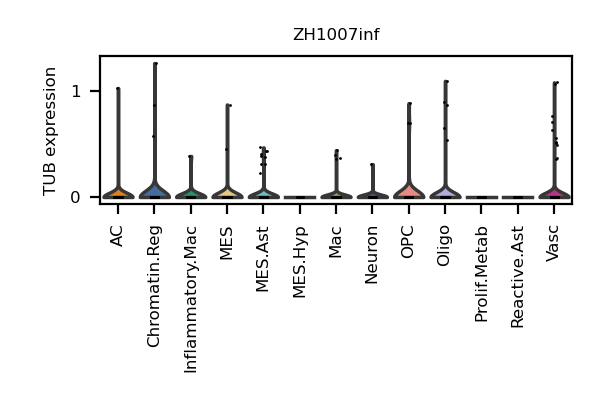 ZH1007inf
TUB expression
1
0
AC
Chromatin.Reg
Inflammatory.Mac
MES
MES.Ast
MES.Hyp
Mac
Neuron
OPC
Oligo
Prolif.Metab
Reactive.Ast
Vasc